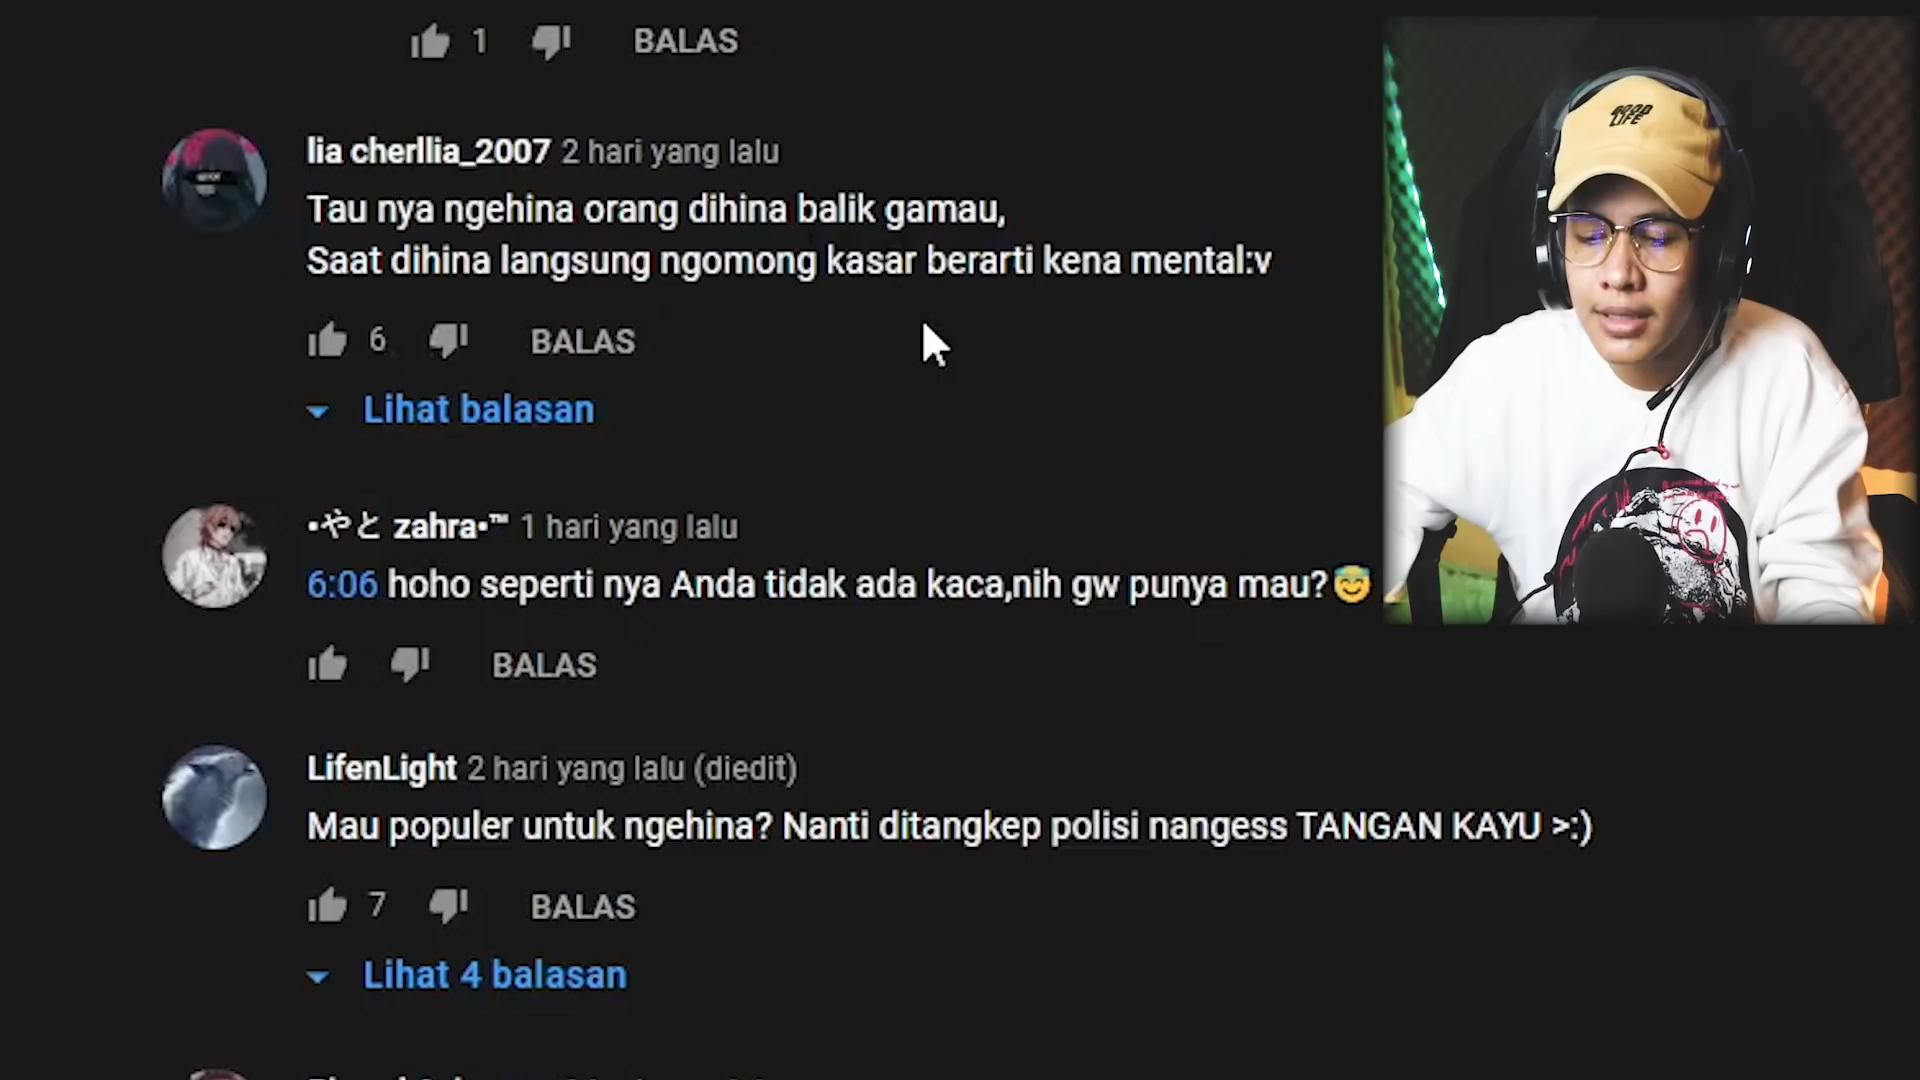 1 BALAS
lia cherllia_2007 2 hari yang lalu
Tau nya ngehina orang dihina balik gamau,
Saat dihina langsung ngomong kasar berarti kena mental:v
6 BALAS
Lihat balasan
•やと zahra•™ 1 hari yang lalu
6:06 hoho seperti nya Anda tidak ada kaca,nih gw punya mau?😇
BALAS
LifenLight 2 hari yang lalu (diedit)
Mau populer untuk ngehina? Nanti ditangkep polisi nangess TANGAN KAYU >:)
7 BALAS
Lihat 4 balasan
GOOD
LIFE